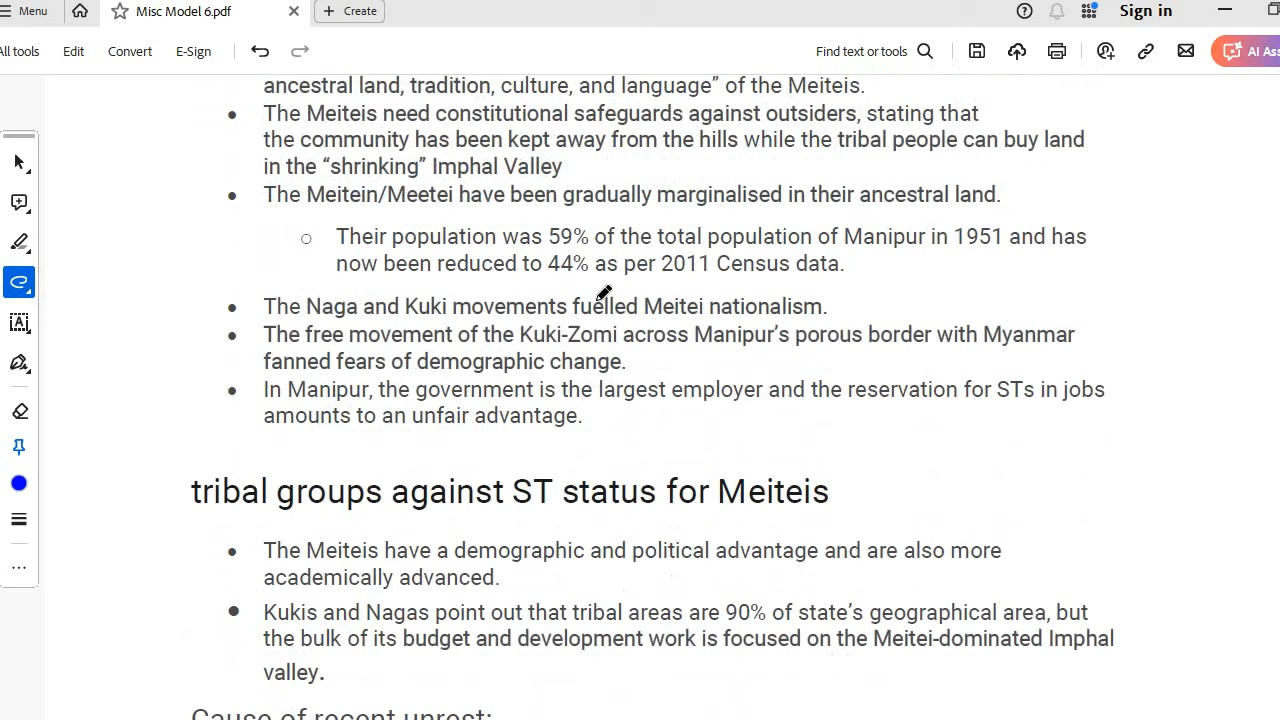 Menu
Misc Model 6.pdf
Create
Sign in
All tools
Edit
Convert
E-Sign
Find text or tools
AI Ass
ancestral land, tradition, culture, and language” of the Meiteis.
• The Meiteis need constitutional safeguards against outsiders, stating that
the community has been kept away from the hills while the tribal people can buy land
in the “shrinking” Imphal Valley
• The Meitein/Meetei have been gradually marginalised in their ancestral land.
○ Their population was 59% of the total population of Manipur in 1951 and has
now been reduced to 44% as per 2011 Census data.
• The Naga and Kuki movements fuelled Meitei nationalism.
• The free movement of the Kuki-Zomi across Manipur’s porous border with Myanmar
fanned fears of demographic change.
• In Manipur, the government is the largest employer and the reservation for STs in jobs
amounts to an unfair advantage.
tribal groups against ST status for Meiteis
• The Meiteis have a demographic and political advantage and are also more
academically advanced.
• Kukis and Nagas point out that tribal areas are 90% of state’s geographical area, but
the bulk of its budget and development work is focused on the Meitei-dominated Imphal
valley.
Cause of recent unrest: